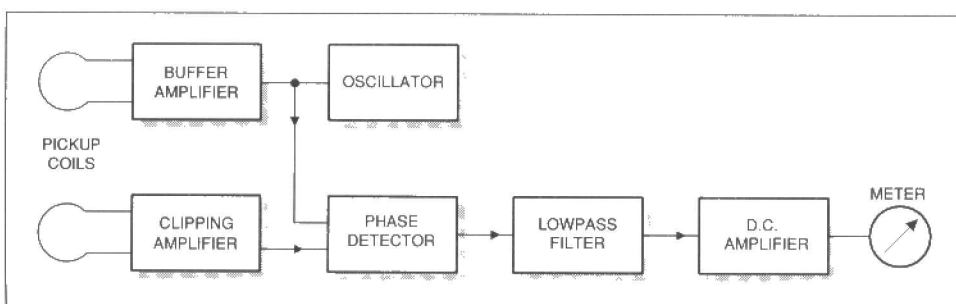 BUFFER
AMPLIFIER
OSCILLATOR
PICKUP
COILS
CLIPPING
AMPLIFIER
PHASE
DETECTOR
LOWPASS
FILTER
D.C.
AMPLIFIER
METER